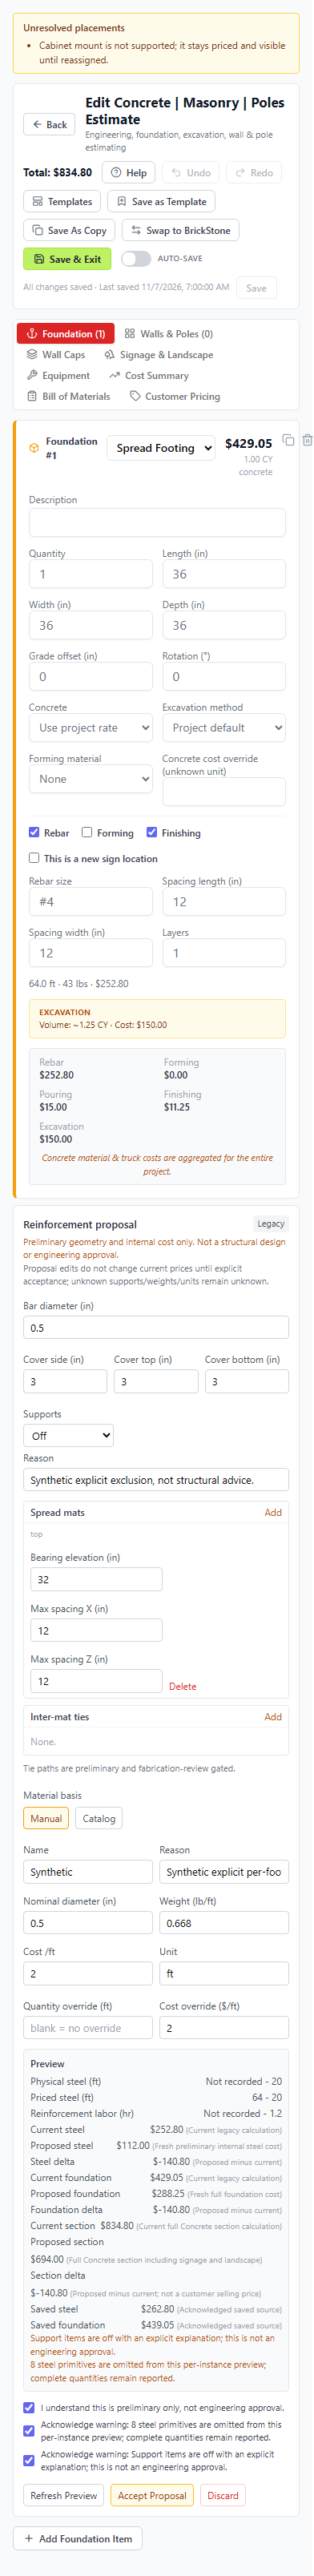 Unresolved placements
• Cabinet mount is not supported; it stays priced and visible
until reassigned.
Back
Edit Concrete | Masonry | Poles
Estimate
Engineering, foundation, excavation, wall & pole
estimating
Total: $834.80
Help
Undo
Redo
Templates
Save as Template
Save As Copy
Swap to BrickStone
Save & Exit
AUTO-SAVE
All changes saved · Last saved 11/7/2026, 7:00:00 AM
Save
Foundation (1)
Walls & Poles (0)
Wall Caps
Signage & Landscape
Equipment
Cost Summary
Bill of Materials
Customer Pricing
Foundation
#1
Spread Footing
$429.05
1.00 CY
concrete
Description
Quantity
Length (in)
1
36
Width (in)
Depth (in)
36
36
Grade offset (in)
Rotation (°)
0
0
Concrete
Excavation method
Use project rate
Project default
Forming material
Concrete cost override
(unknown unit)
None
Rebar
Forming
Finishing
This is a new sign location
Rebar size
Spacing length (in)
#4
12
Spacing width (in)
Layers
12
1
64.0 ft · 43 lbs · $252.80
EXCAVATION
Volume: ~1.25 CY · Cost: $150.00
Rebar
Forming
$252.80
$0.00
Pouring
Finishing
$15.00
$11.25
Excavation
$150.00
Concrete material & truck costs are aggregated for the entire
project.
Reinforcement proposal
Legacy
Preliminary geometry and internal cost only. Not a structural design
or engineering approval.
Proposal edits do not change current prices until explicit
acceptance; unknown supports/weights/units remain unknown.
Bar diameter (in)
0.5
Cover side (in)
Cover top (in)
Cover bottom (in)
3
3
3
Supports
Off
Reason
Synthetic explicit exclusion, not structural advice.
Spread mats
Add
top
Bearing elevation (in)
32
Max spacing X (in)
12
Max spacing Z (in)
12
Delete
Inter-mat ties
Add
None.
Tie paths are preliminary and fabrication-review gated.
Material basis
Manual
Catalog
Name
Reason
Synthetic
Synthetic explicit per-foo
Nominal diameter (in)
Weight (lb/ft)
0.5
0.668
Cost /ft
Unit
2
ft
Quantity override (ft)
Cost override ($/ft)
blank = no override
2
Preview
Physical steel (ft)
Not recorded - 20
Priced steel (ft)
64 - 20
Reinforcement labor (hr)
Not recorded - 1.2
Current steel
$252.80 (Current legacy calculation)
Proposed steel
$112.00 (Fresh preliminary internal steel cost)
Steel delta
$-140.80 (Proposed minus current)
Current foundation
$429.05 (Current legacy calculation)
Proposed foundation
$288.25 (Fresh full foundation cost)
Foundation delta
$-140.80 (Proposed minus current)
Current section
$834.80 (Current full Concrete section calculation)
Proposed section
$694.00 (Full Concrete section including signage and landscape)
Section delta
$-140.80 (Proposed minus current; not a customer selling price)
Saved steel
$262.80 (Acknowledged saved source)
Saved foundation
$439.05 (Acknowledged saved source)
Support items are off with an explicit explanation; this is not an
engineering approval.
8 steel primitives are omitted from this per-instance preview;
complete quantities remain reported.
I understand this is preliminary only, not engineering approval.
Acknowledge warning: 8 steel primitives are omitted from this
per-instance preview; complete quantities remain reported.
Acknowledge warning: Support items are off with an explicit
explanation; this is not an engineering approval.
Refresh Preview
Accept Proposal
Discard
Add Foundation Item